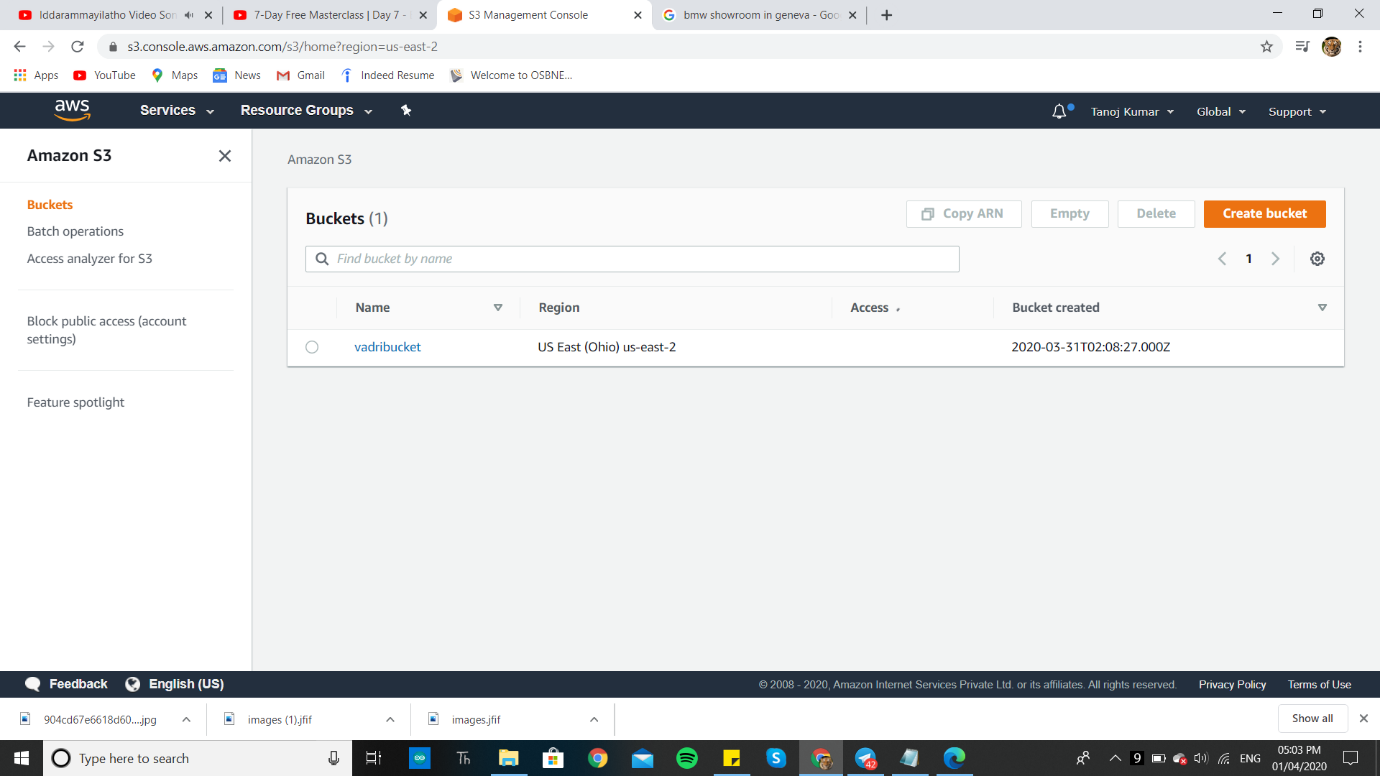 Iddarammayilatho Video Son
7-Day Free Masterclass | Day 7 -
S3 Management Console
bmw showroom in geneva - Goo
s3.console.aws.amazon.com/s3/home?region=us-east-2
Apps
YouTube
Maps
News
Gmail
Indeed Resume
Welcome to OSBNE...
aws
Services
Resource Groups
Tanoj Kumar
Global
Support
Amazon S3
Buckets
Batch operations
Access analyzer for S3
Block public access (account
settings)
Feature spotlight
Amazon S3
Buckets (1)
Copy ARN
Empty
Delete
Create bucket
Find bucket by name
1
Name
Region
Access
Bucket created
vadribucket
US East (Ohio) us-east-2
2020-03-31T02:08:27.000Z
Feedback
English (US)
© 2008 - 2020, Amazon Internet Services Private Ltd. or its affiliates. All rights reserved.
Privacy Policy
Terms of Use
904cd67e6618d60....jpg
images (1).jfif
images.jfif
Show all
Type here to search
Th
42
9
ENG
05:03 PM
01/04/2020